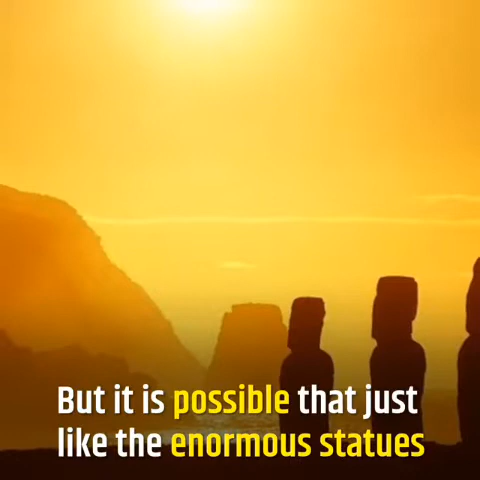 But it is possible that just
like the enormous statues